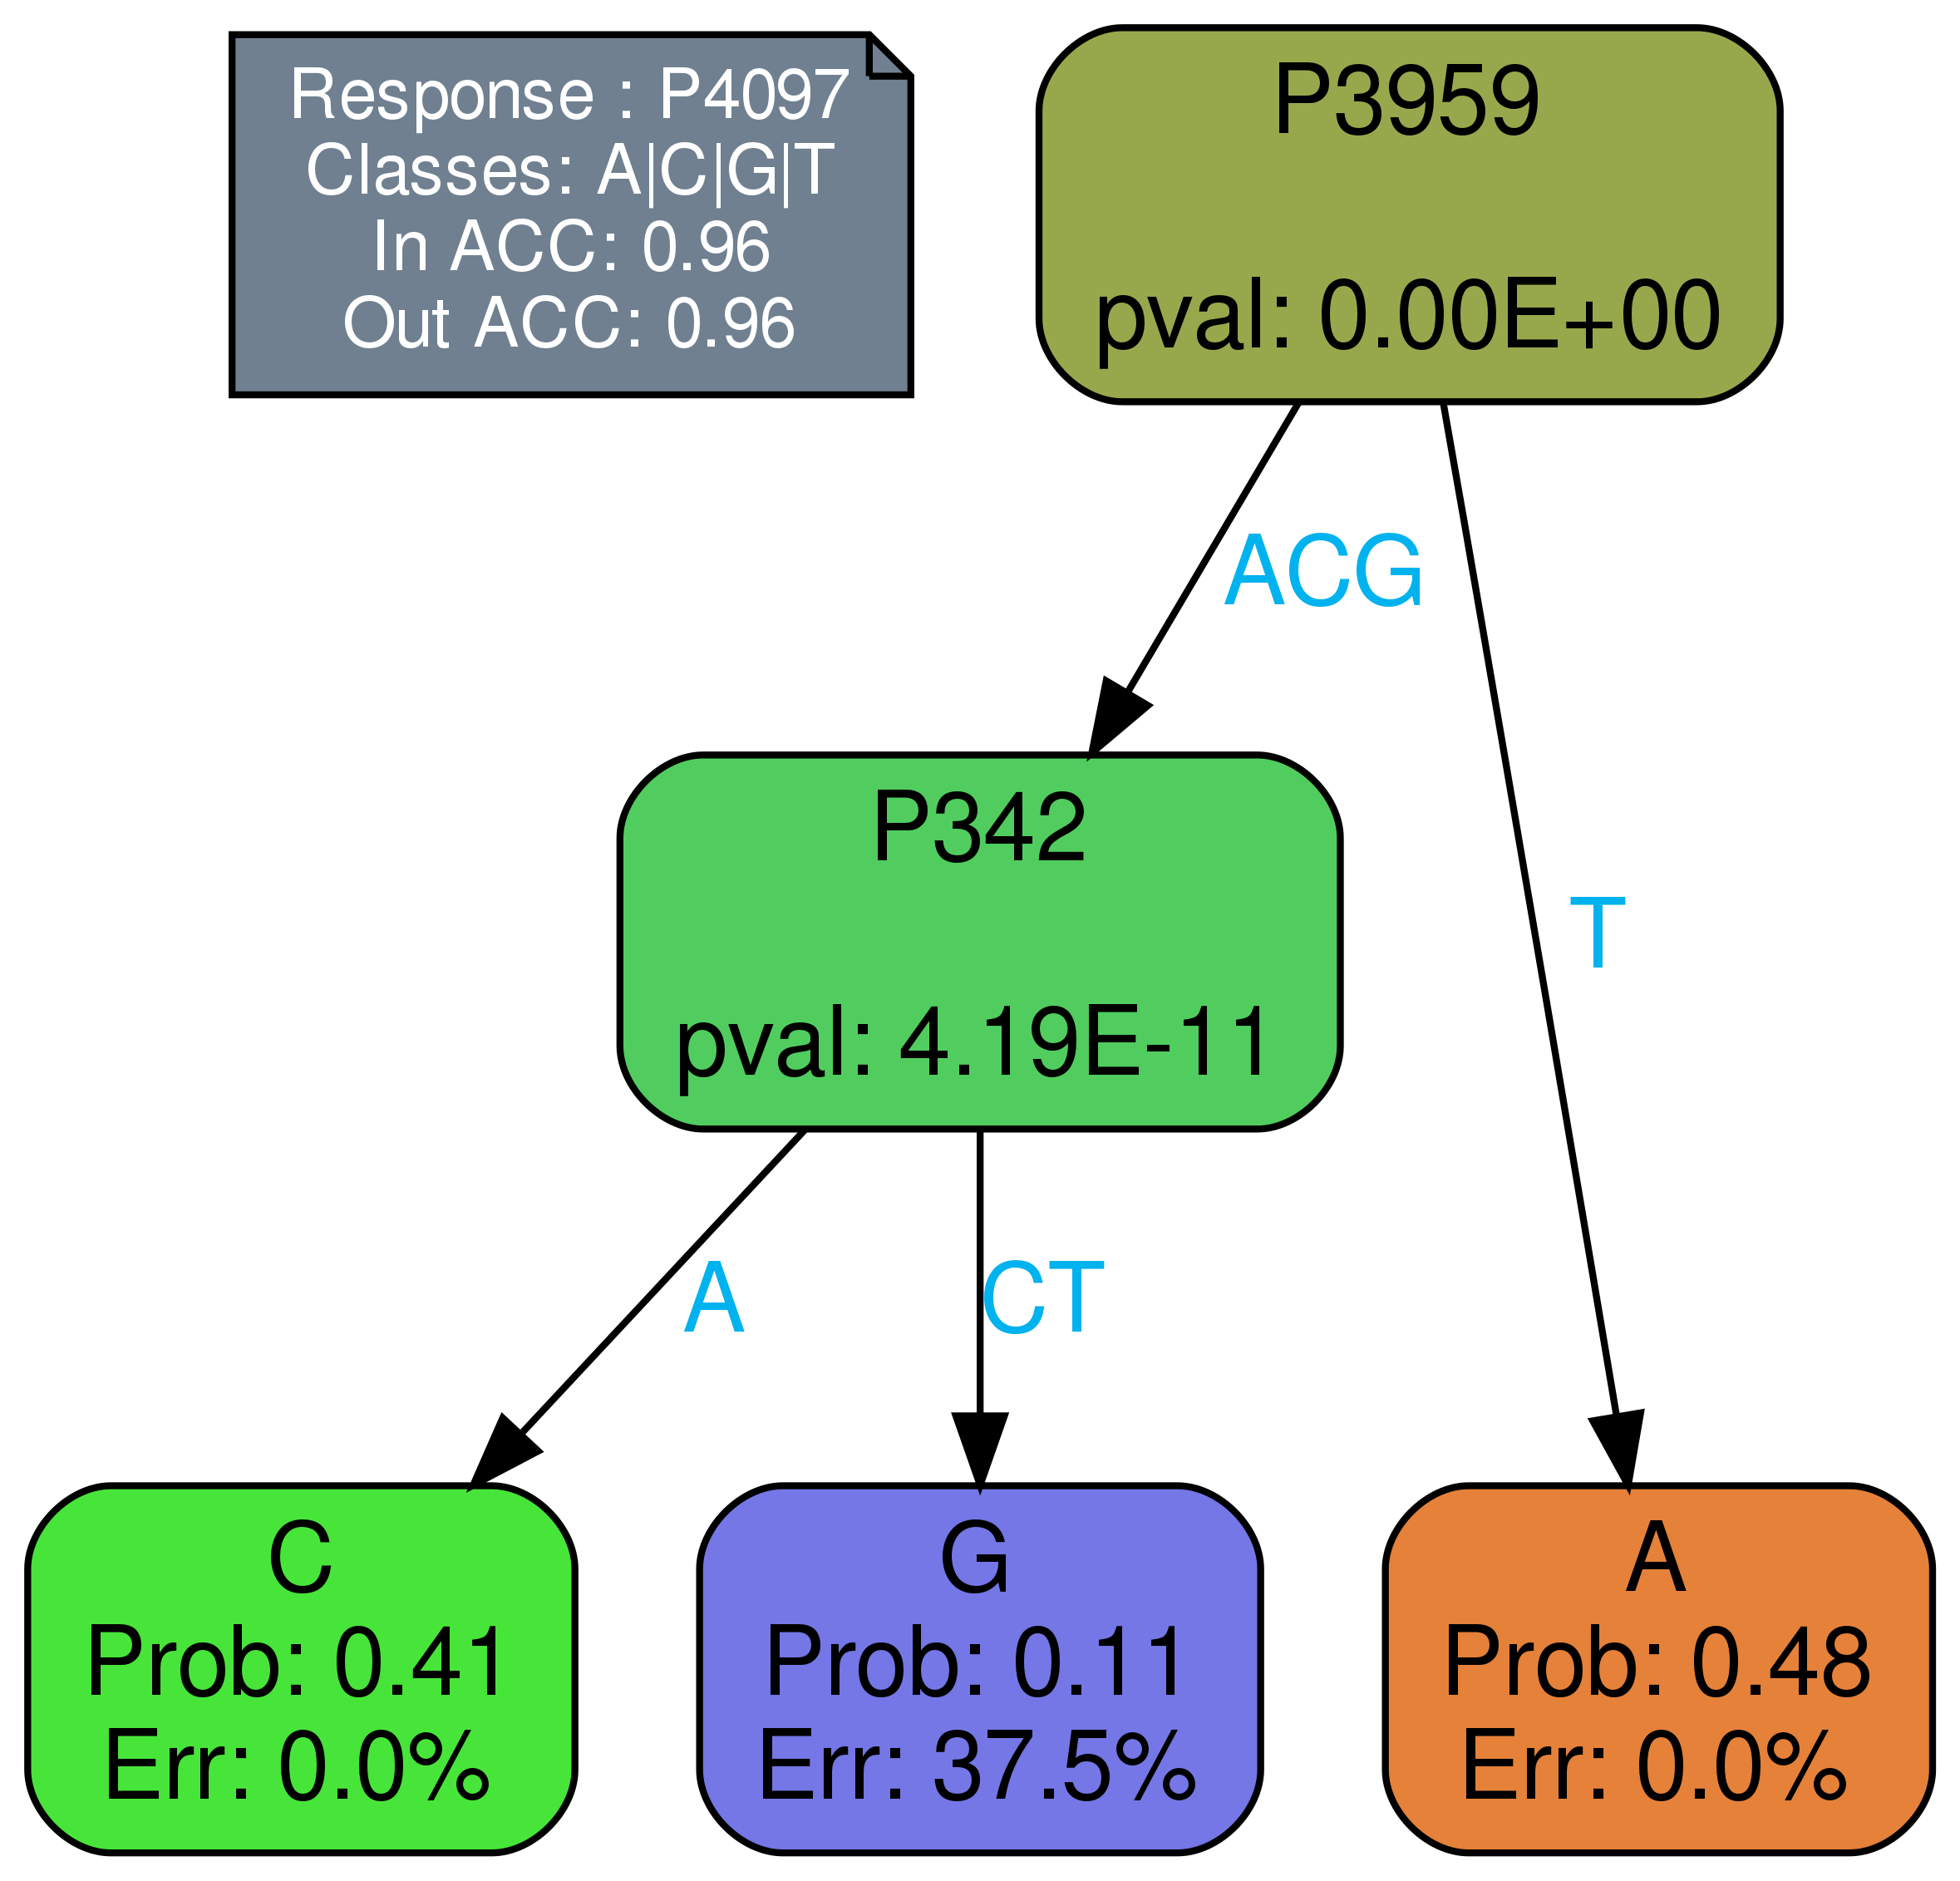 Response : P4097
Classes: A|C|G|T
In ACC: 0.96
Out ACC: 0.96
P3959
pval: 0.00E+00
ACG
T
P342
pval: 4.19E-11
A
CT
C
Prob: 0.41
Err: 0.0%
G
Prob: 0.11
Err: 37.5%
A
Prob: 0.48
Err: 0.0%